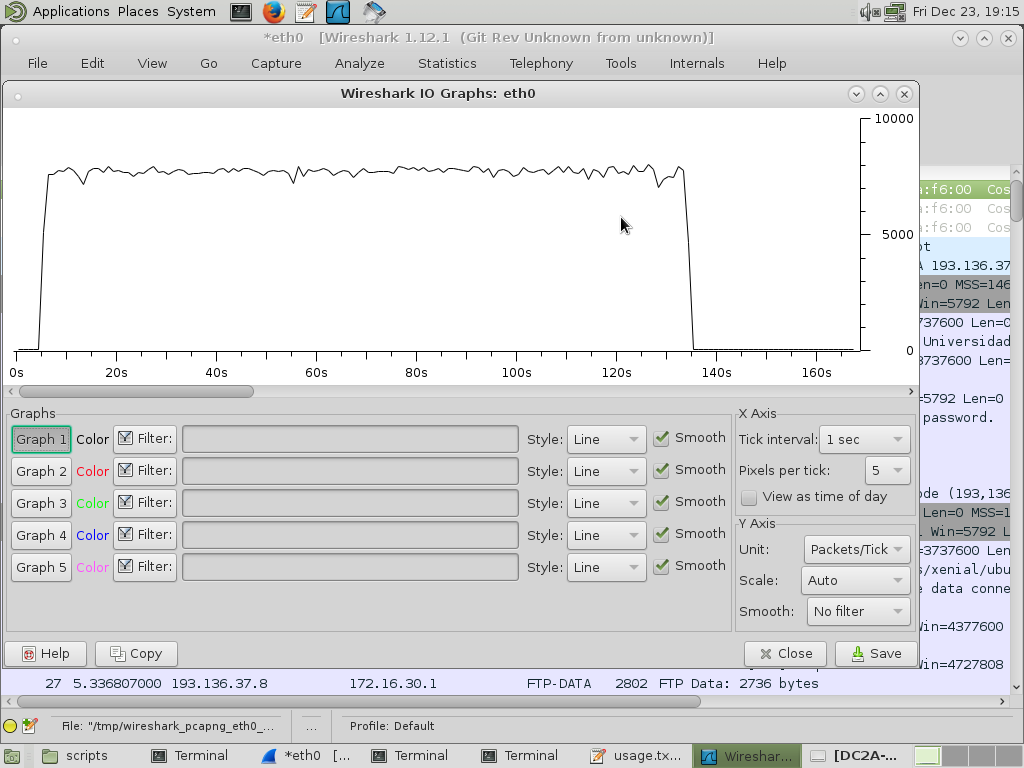 Applications Places System Fri Dec 23, 19:15
*eth0 [Wireshark 1.12.1 (Git Rev Unknown from unknown)]
File Edit View Go Capture Analyze Statistics Telephony Tools Internals Help
Wireshark IO Graphs: eth0
10000
5000
0
0s 20s 40s 60s 80s 100s 120s 140s 160s
:f6:00 Cos
:f6:00 Cos
:f6:00 Cos
ot
A 193.136.37
en=0 MSS=146
Win=5792 Len
737600 Len=0
Universidad
3737600 Len=
=5792 Len=0
password.
ode (193,136
Len=0 MSS=1
Win=5792 L
=3737600 Len
s/xenial/ubu
e data conne
Win=4377600
Win=4727808
Graphs
Graph 1 Color Filter: Style: Line Smooth
Graph 2 Color Filter: Style: Line Smooth
Graph 3 Color Filter: Style: Line Smooth
Graph 4 Color Filter: Style: Line Smooth
Graph 5 Color Filter: Style: Line Smooth
X Axis
Tick interval: 1 sec
Pixels per tick: 5
View as time of day
Y Axis
Unit: Packets/Tick
Scale: Auto
Smooth: No filter
Help Copy Close Save
27 5.336807000 193.136.37.8 172.16.30.1 FTP-DATA 2802 FTP Data: 2736 bytes
File: "/tmp/wireshark_pcapng_eth0_... ... Profile: Default
scripts Terminal *eth0 [... Terminal Terminal usage.tx... Wireshar... [DC2A-...